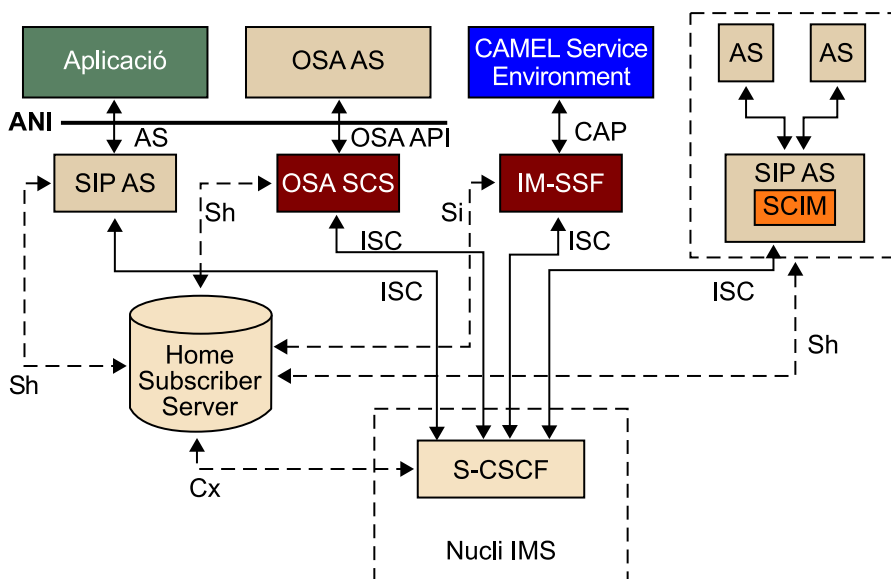 Aplicació
OSA AS
CAMEL Service
Environment
AS
AS
ANI
AS
OSA API
CAP
SIP AS
OSA SCS
IM-SSF
SIP AS
SCIM
Sh
Si
ISC
ISC
ISC
ISC
Home
Subscriber
Server
Sh
Sh
S-CSCF
Cx
Nucli IMS